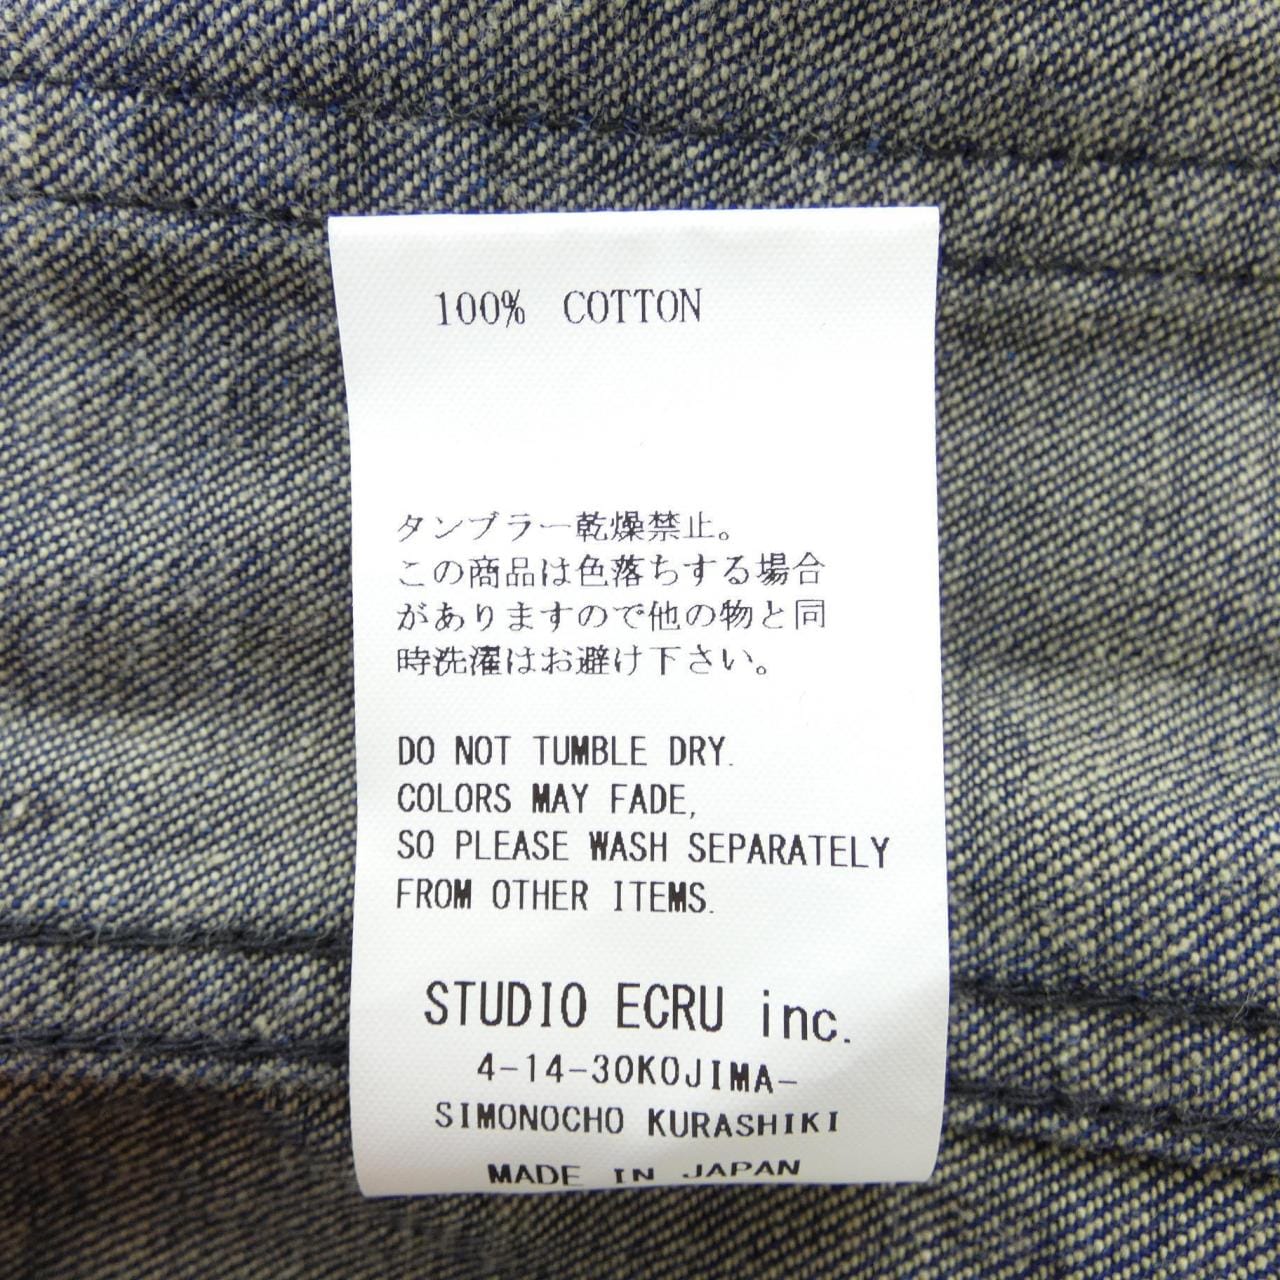 100% COTTON
タンブラー乾燥禁止。
この商品は色落ちする場合
がありますので他の物と同
時洗濯はお避け下さい。
DO NOT TUMBLE DRY.
COLORS MAY FADE,
SO PLEASE WASH SEPARATELY
FROM OTHER ITEMS.
STUDIO ECRU inc.
4-14-30KOJIMA-
SIMONOCHO KURASHIKI
MADE IN JAPAN